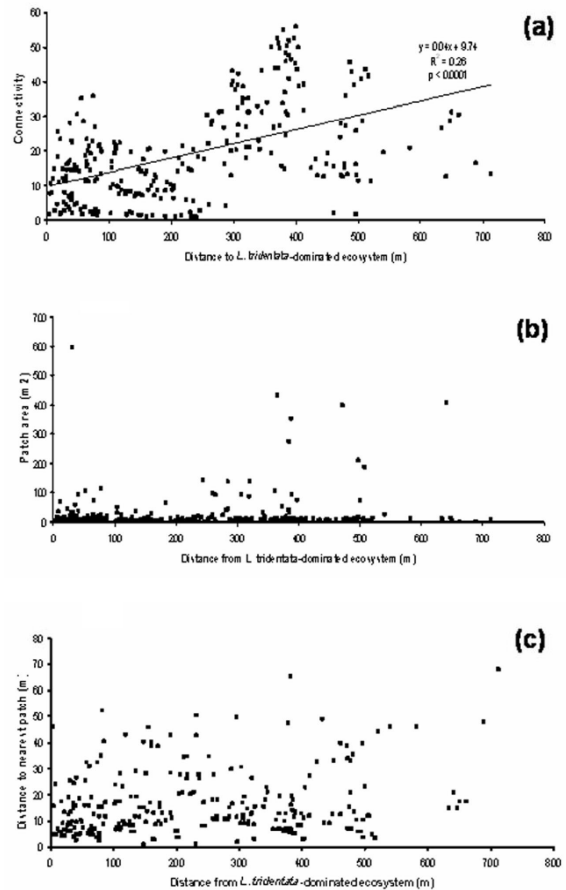 (a)
y = 0.04x + 9.74
R² = 0.26
p < 0.0001
60
50
40
30
20
10
0
Connectivity
0 100 200 300 400 500 600 700 800
Distance to L. tridentata-dominated ecosystem (m)
(b)
700
600
500
400
300
200
100
0
Patch area (m2)
0 100 200 300 400 500 600 700 800
Distance from L. tridentata-dominated ecosystem (m)
(c)
80
70
60
50
40
30
20
10
0
Distance to nearest patch (m)
0 100 200 300 400 500 600 700 800
Distance from L. tridentata-dominated ecosystem (m)